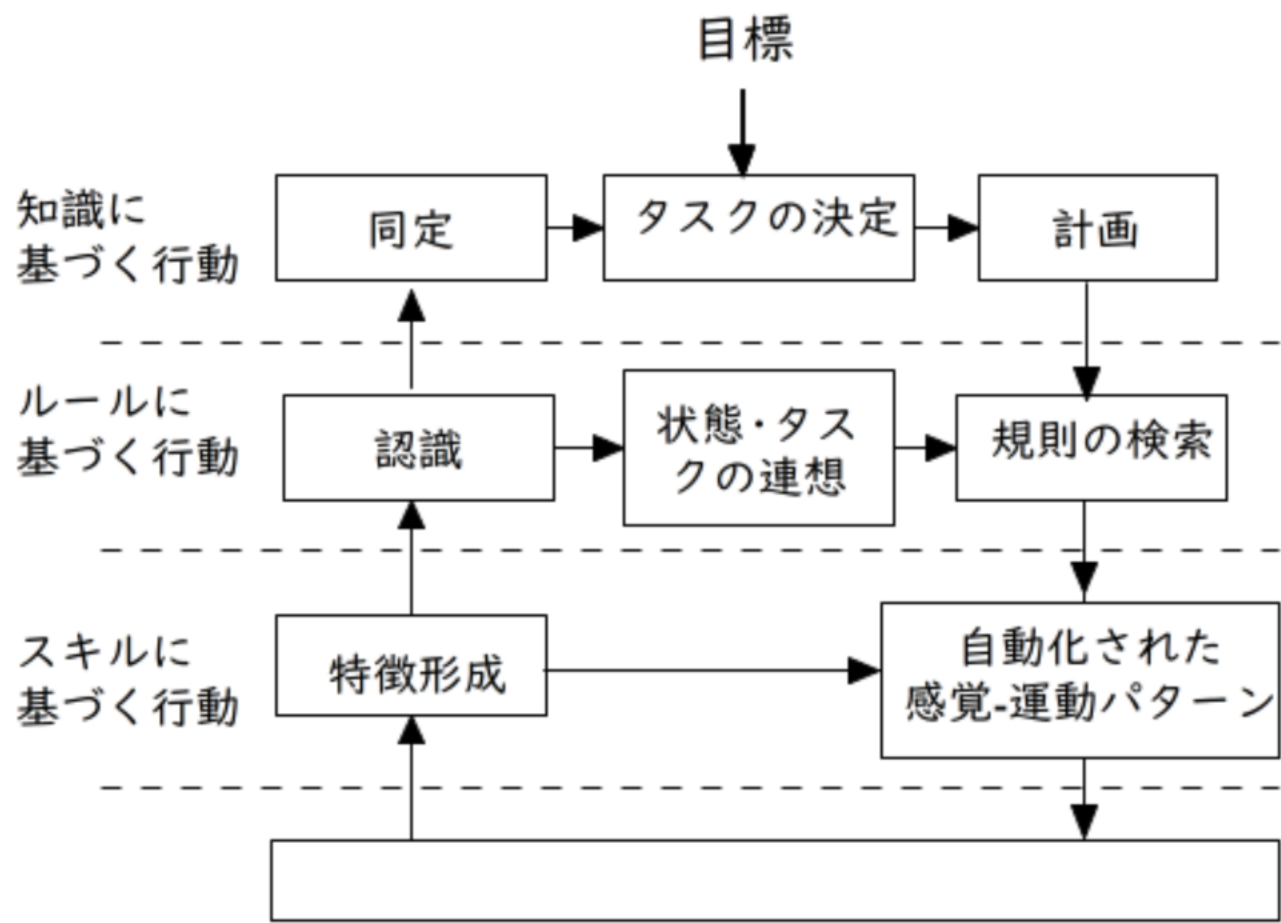 目標
知識に
基づく行動
同定
タスクの決定
計画
ルールに
基づく行動
認識
状態・タス
クの連想
規則の検索
スキルに
基づく行動
特徴形成
自動化された
感覚-運動パターン